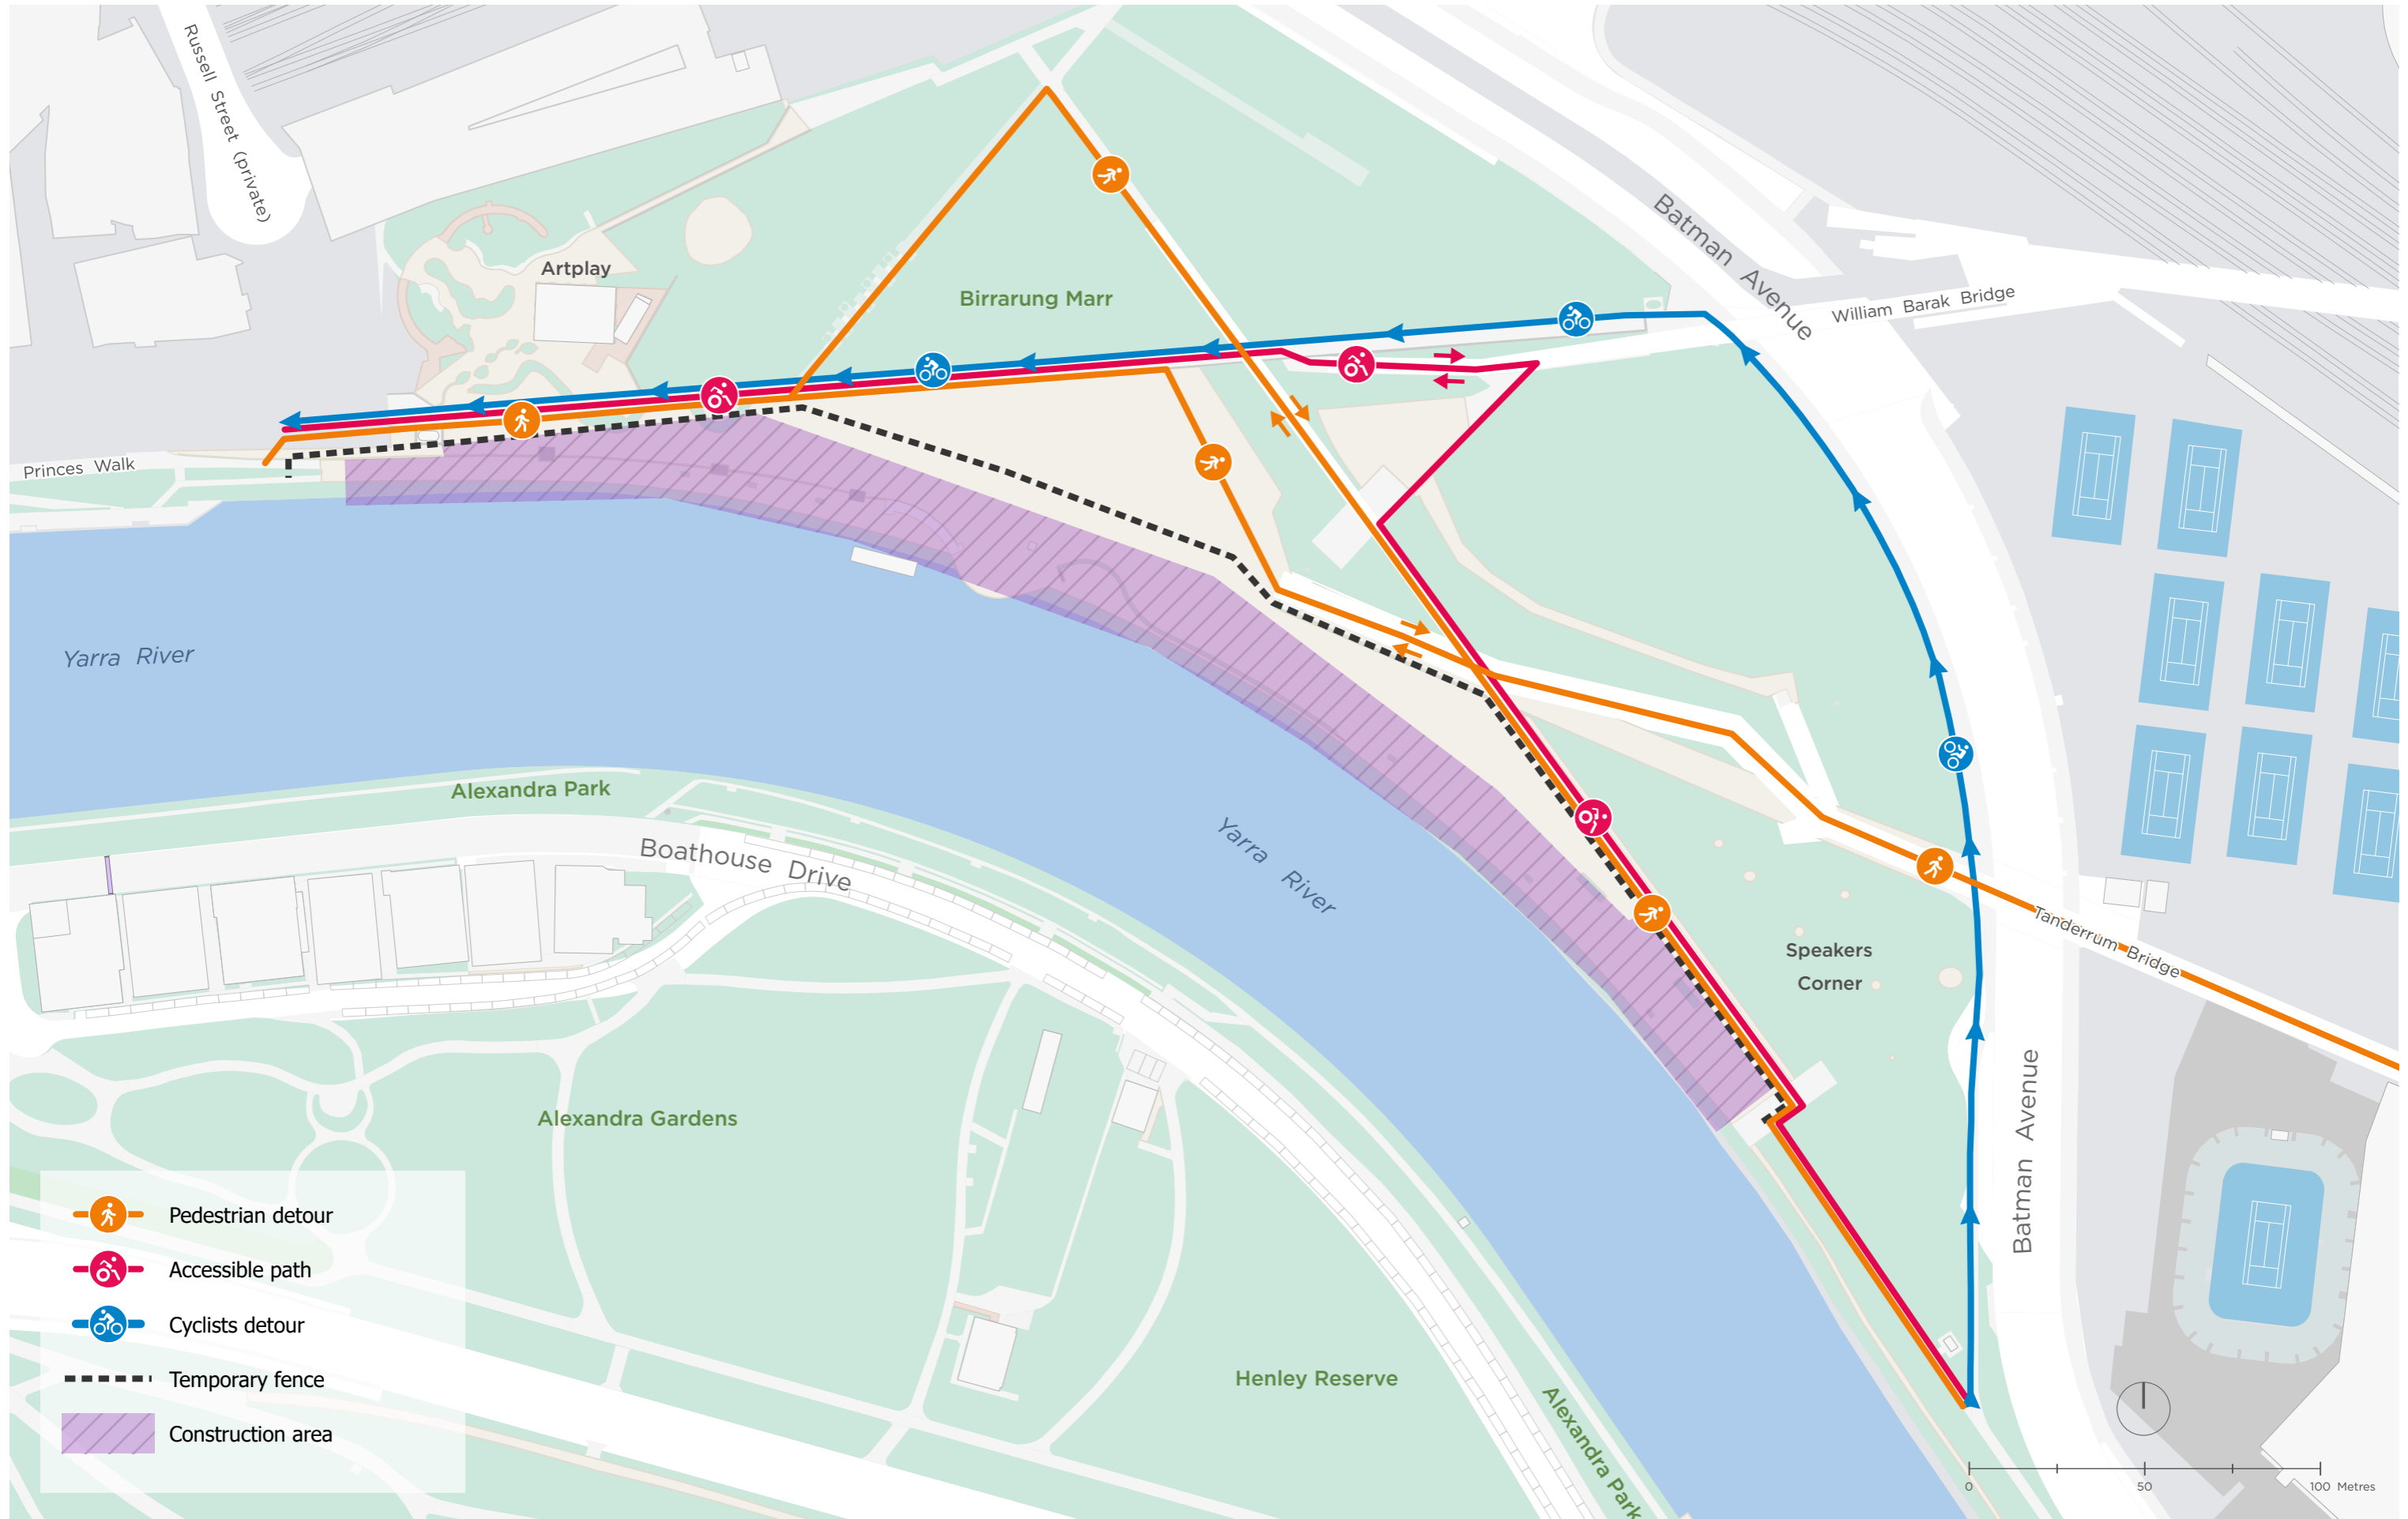 Russell Street (private)
Batman Avenue
William Barak Bridge
Artplay
Birrarung Marr
Princes Walk
Yarra River
Alexandra Park
Boathouse Drive
Yarra River
Speakers
Corner
Tanderrum Bridge
Batman Avenue
Alexandra Gardens
Henley Reserve
Alexandra Park
Pedestrian detour
Accessible path
Cyclists detour
Temporary fence
Construction area
0 50 100 Metres